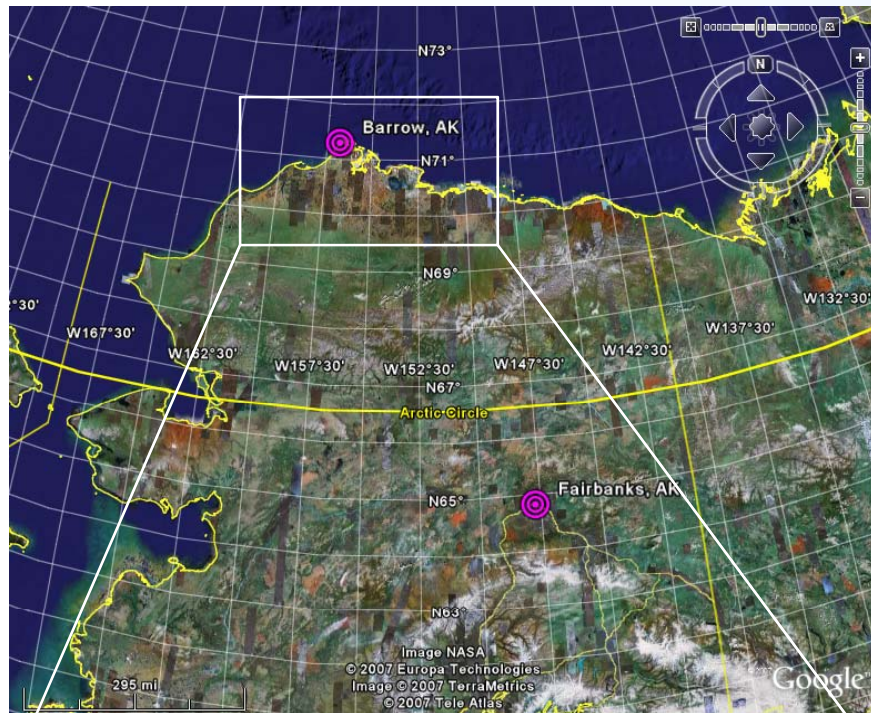 N73°
N
Barrow, AK
N71°
N69°
W132°30'
W167°30'
W137°30'
W162°30'
W142°30'
W157°30'
W152°30'
W147°30'
N67°
Arctic Circle
Fairbanks, AK
N65°
N63°
Image NASA
© 2007 Europa Technologies
Image © 2007 TerraMetrics
© 2007 Tele Atlas
295 mi
Google